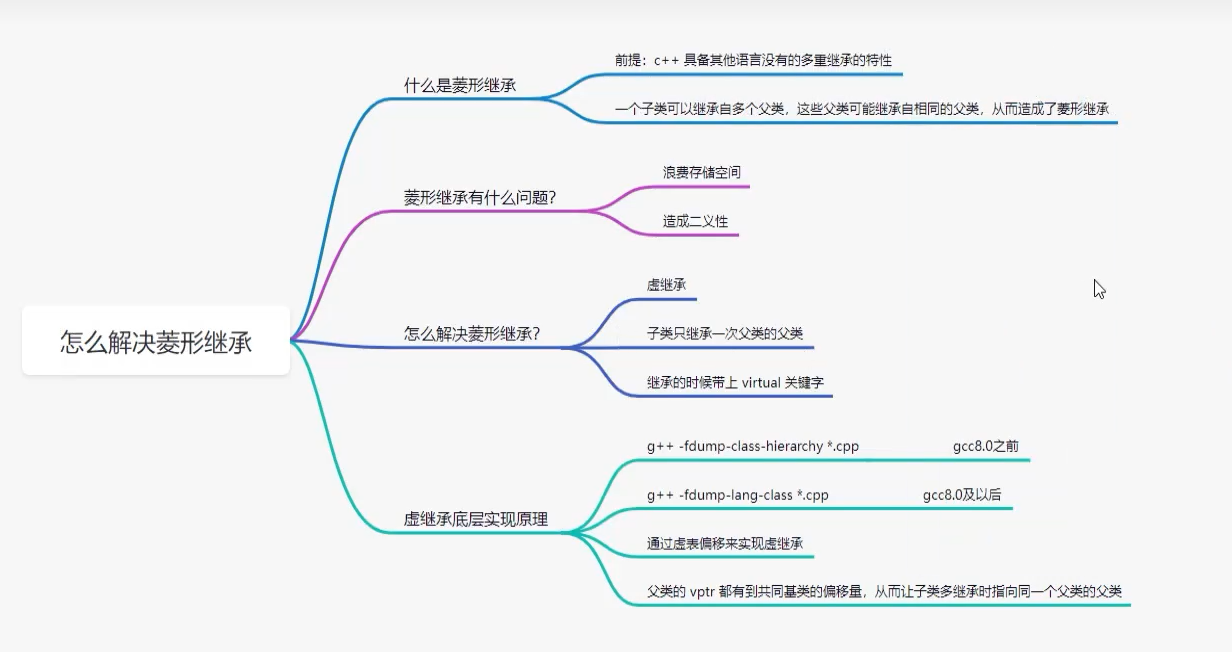 怎么解决菱形继承
什么是菱形继承
前提：c++ 具备其他语言没有的多重继承的特性
一个子类可以继承自多个父类，这些父类可能继承自相同的父类，从而造成了菱形继承
菱形继承有什么问题？
浪费存储空间
造成二义性
怎么解决菱形继承？
虚继承
子类只继承一次父类的父类
继承的时候带上 virtual 关键字
虚继承底层实现原理
g++ -fdump-class-hierarchy *.cpp gcc8.0之前
g++ -fdump-lang-class *.cpp gcc8.0及以后
通过虚表偏移来实现虚继承
父类的 vptr 都有到共同基类的偏移量，从而让子类多继承时指向同一个父类的父类